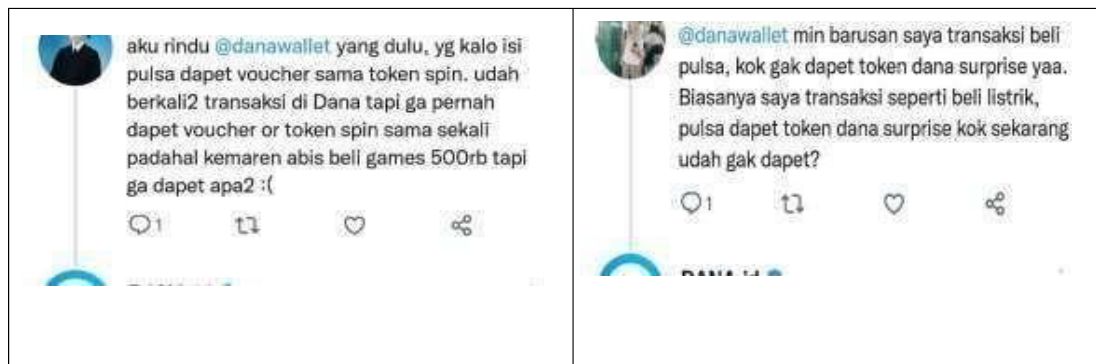 aku rindu @danawallet yang dulu, yg kalo isi
pulsa dapet voucher sama token spin. udah
berkali2 transaksi di Dana tapi ga pernah
dapet voucher or token spin sama sekali
padahal kemaren abis beli games 500rb tapi
ga dapet apa2 :(
1
@danawallet min barusan saya transaksi beli
pulsa, kok gak dapet token dana surprise yaa.
Biasanya saya transaksi seperti beli listrik,
pulsa dapet token dana surprise kok sekarang
udah gak dapet?
1